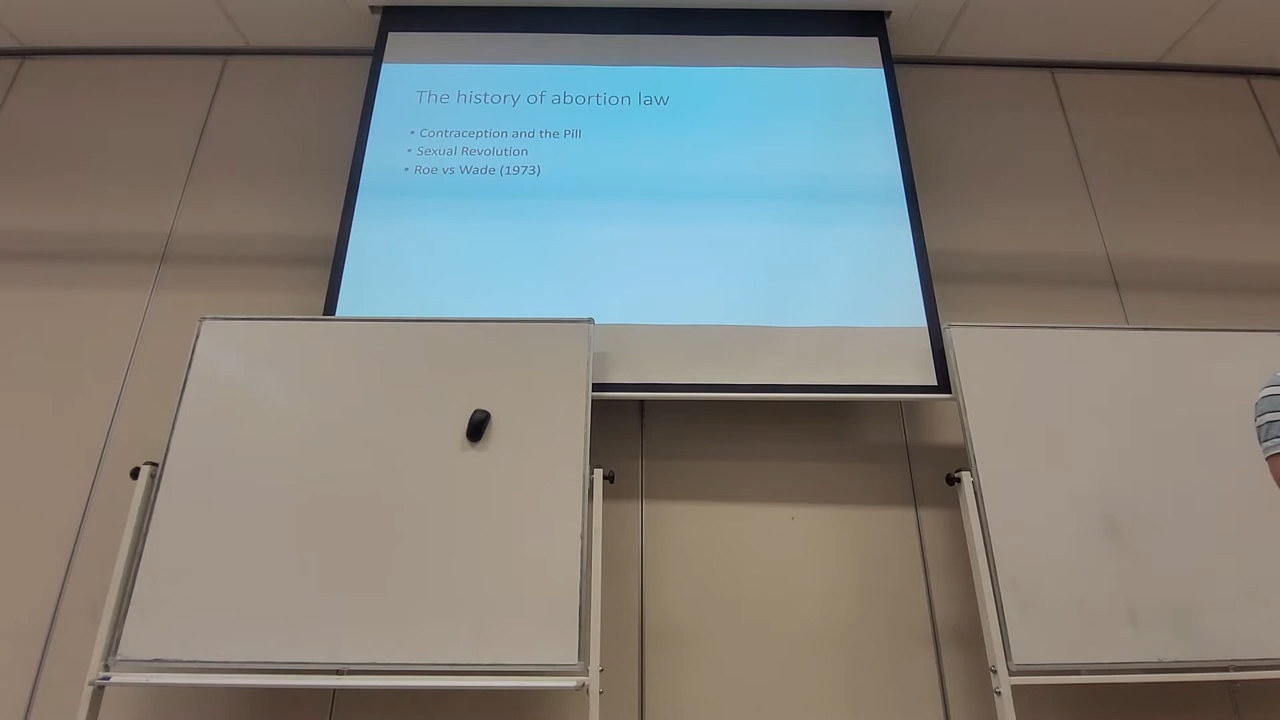 The history of abortion law
• Contraception and the Pill
• Sexual Revolution
• Roe vs Wade (1973)